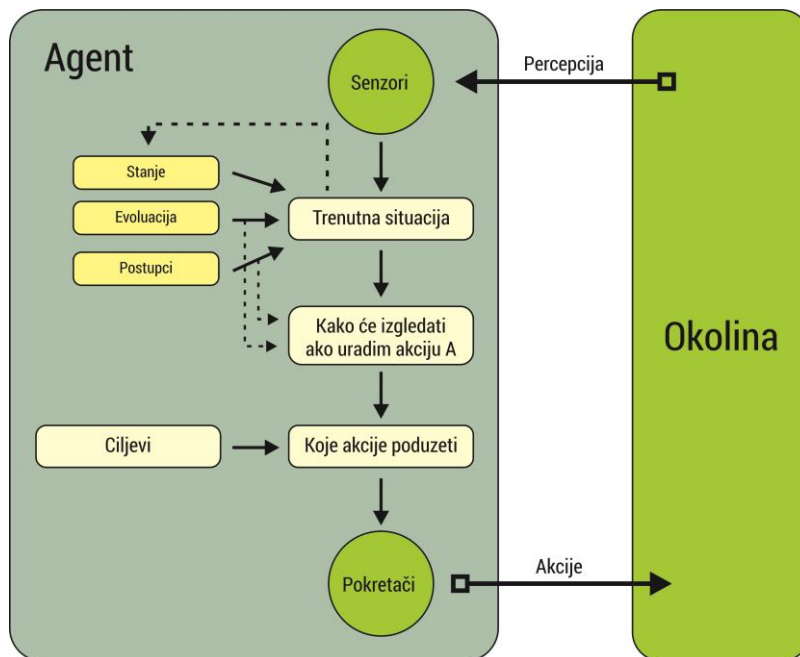 Agent
Senzori
Percepcija
Stanje
Evoluacija
Trenutna situacija
Postupci
Kako će izgledati
ako uradim akciju A
Okolina
Ciljevi
Koje akcije poduzeti
Pokretači
Akcije